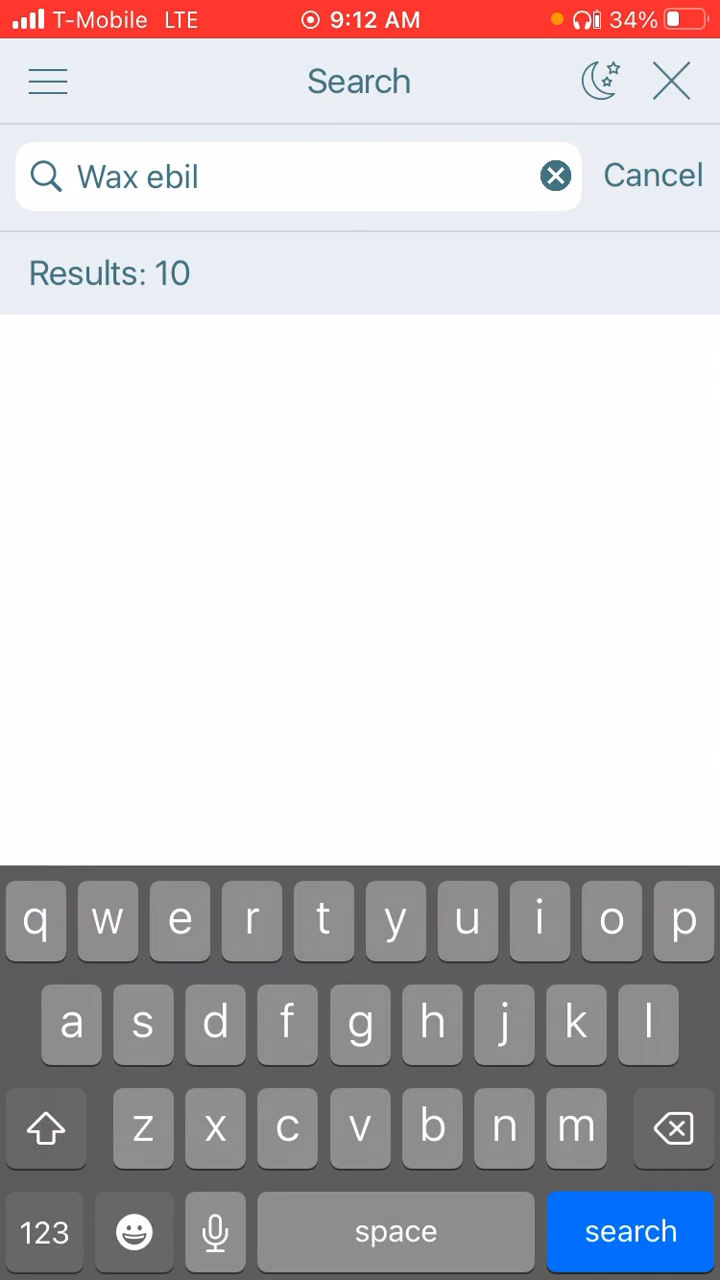 T-Mobile LTE 9:12 AM 34%
Search
Wax ebil Cancel
Results: 10
q w e r t y u i o p
a s d f g h j k l
z x c v b n m
123 space search